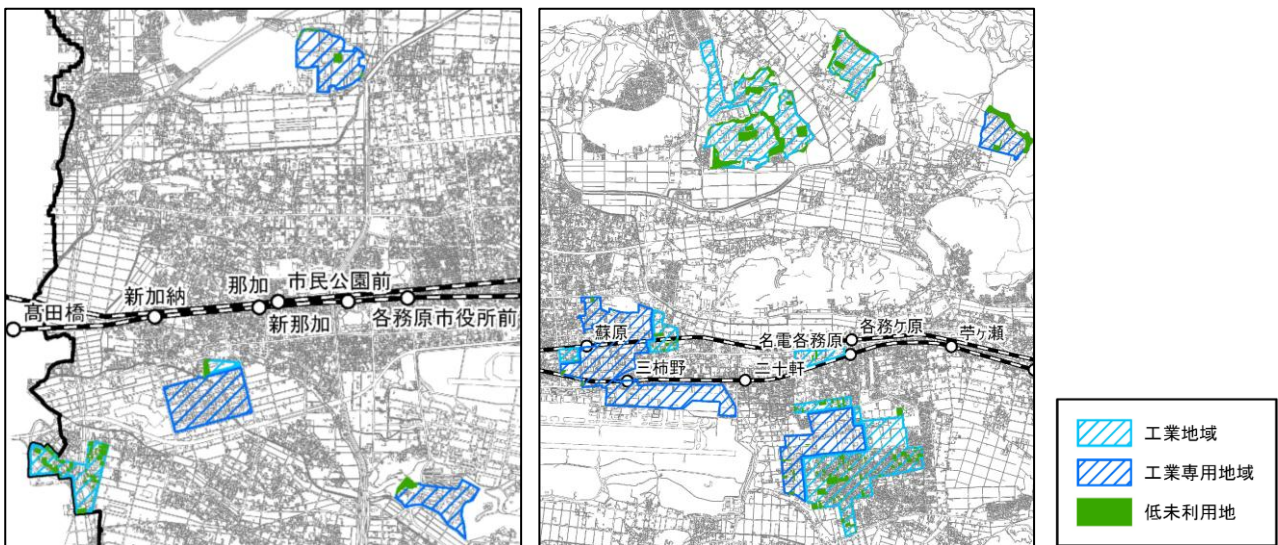 那加
市民公園前
新加納
高田橋
新那加
各務原市役所前
各務ケ原
名電各務原
苧ケ瀬
蘇原
三柿野
二十軒
工業地域
工業専用地域
低未利用地